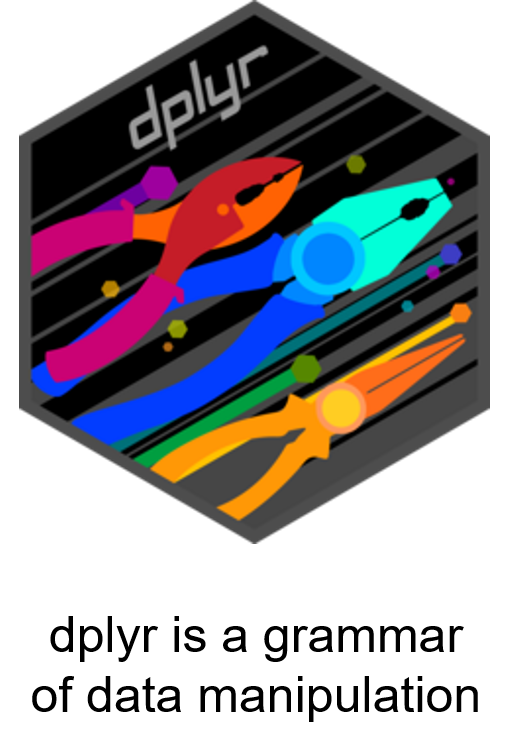 dplyr
dplyr is a grammar
of data manipulation